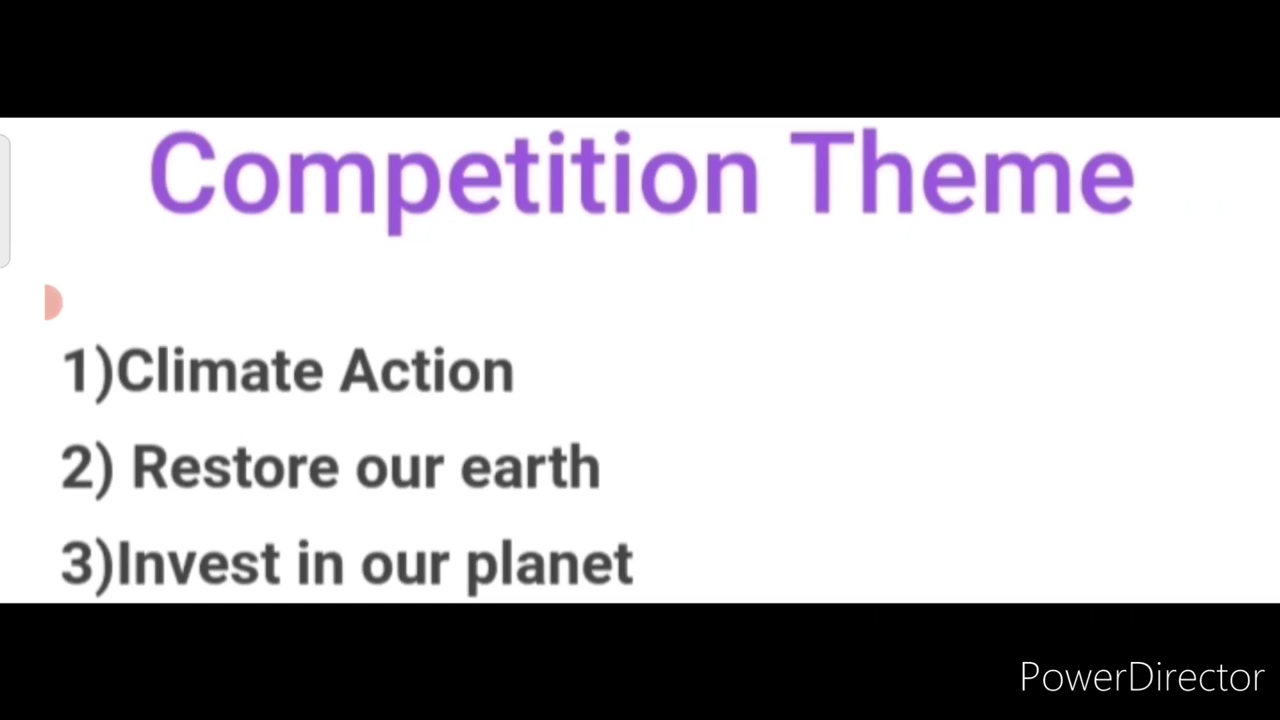 Competition Theme
1)Climate Action
2) Restore our earth
3)Invest in our planet
PowerDirector